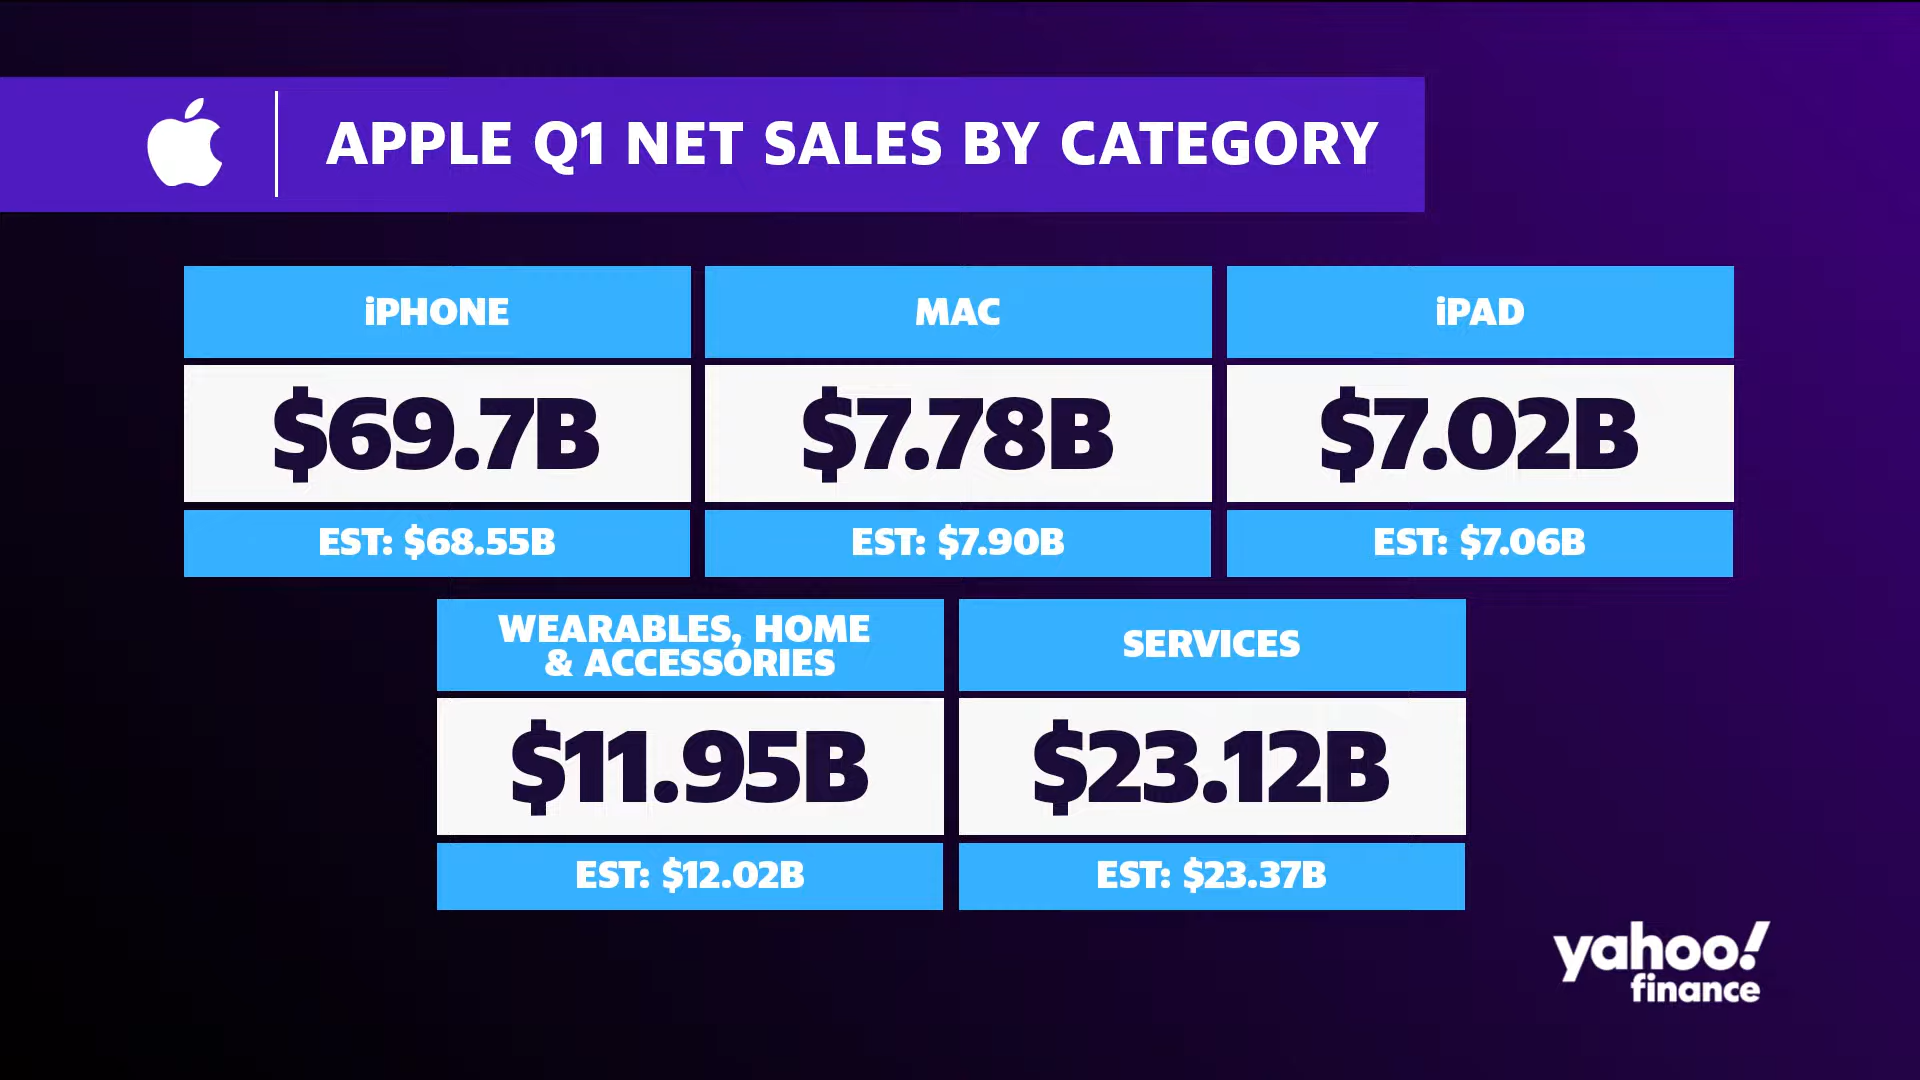 APPLE Q1 NET SALES BY CATEGORY
iPHONE
$69.7B
EST: $68.55B
MAC
$7.78B
EST: $7.90B
iPAD
$7.02B
EST: $7.06B
WEARABLES, HOME
& ACCESSORIES
$11.95B
EST: $12.02B
SERVICES
$23.12B
EST: $23.37B
yahoo!
finance